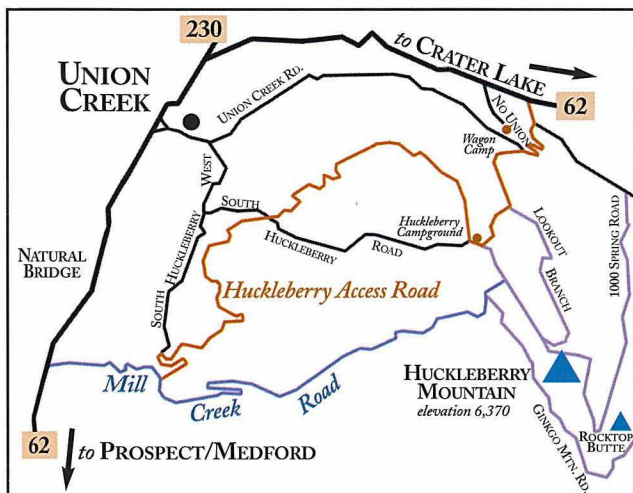 230
to CRATER LAKE
62
UNION
CREEK
UNION CREEK RD.
NO UNION
Wagon
Camp
WEST
SOUTH
HUCKLEBERRY
ROAD
Huckleberry
Campground
LOOKOUT
BRANCH
1000 SPRING ROAD
NATURAL
BRIDGE
SOUTH HUCKLEBERRY
Huckleberry Access Road
Mill Creek Road
HUCKLEBERRY
MOUNTAIN
elevation 6,370
ROCKTOP
BUTTE
GINKGO MTN. RD.
62
to PROSPECT/MEDFORD